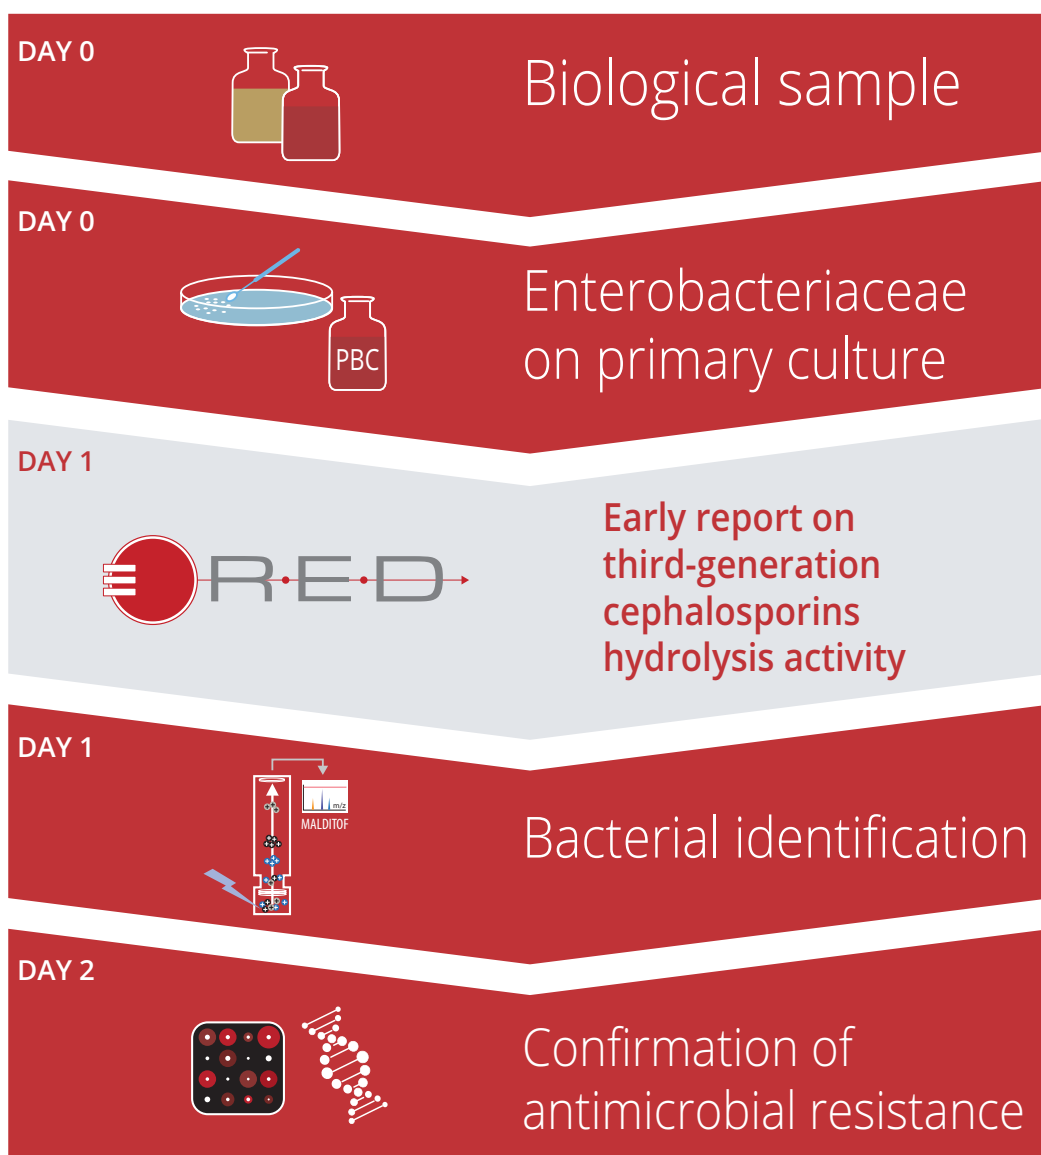 DAY 0
Biological sample
DAY 0
Enterobacteriaceae
on primary culture
PBC
DAY 1
R·E·D
Early report on
third-generation
cephalosporins
hydrolysis activity
DAY 1
m/z
MALDITOF
Bacterial identification
DAY 2
Confirmation of
antimicrobial resistance